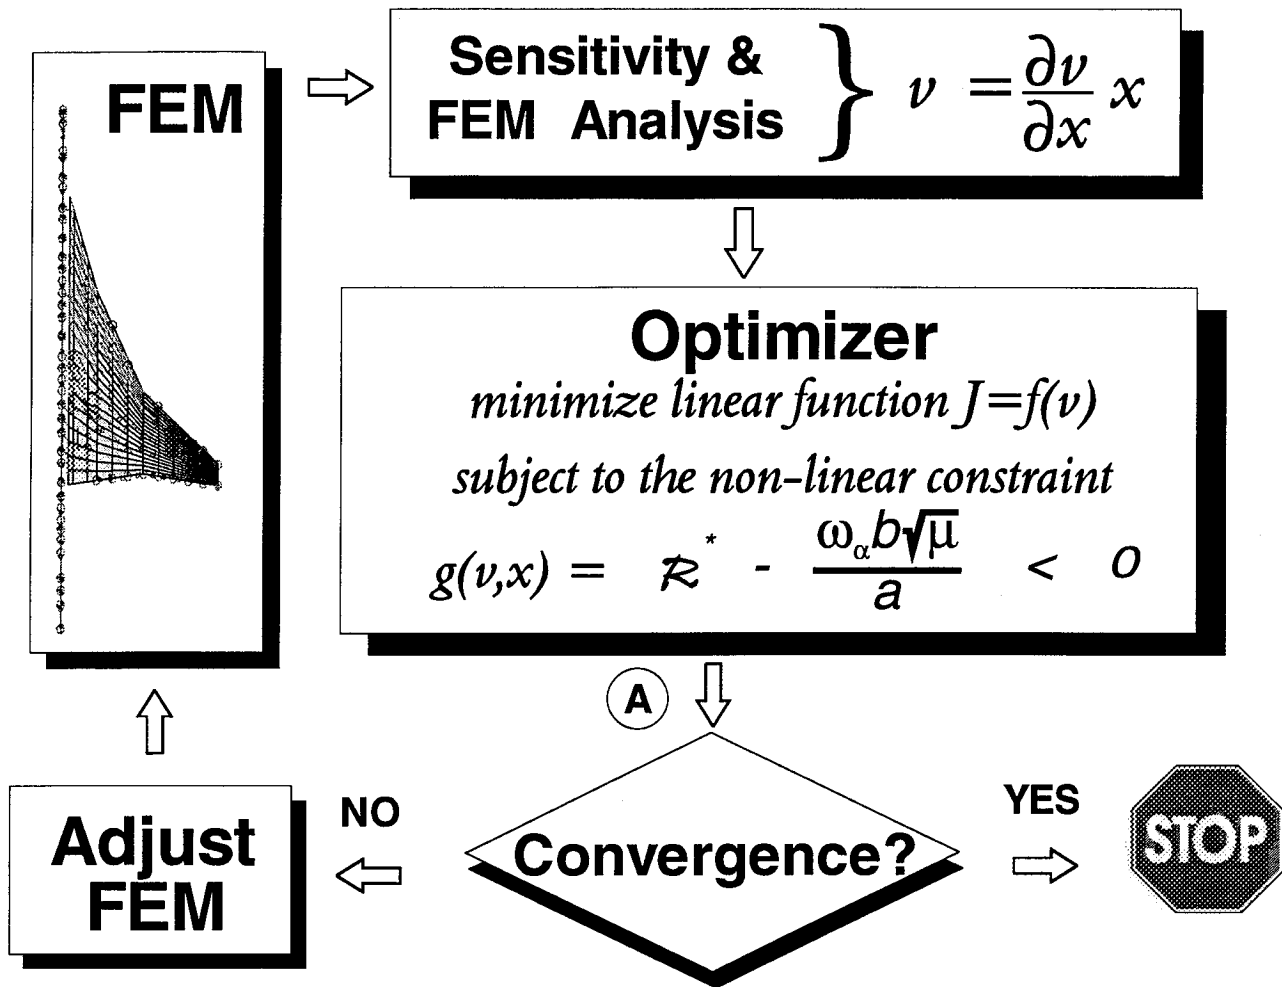 FEM
Sensitivity &
FEM Analysis } ν = ∂ν/∂x x
Optimizer
minimize linear function J=f(ν)
subject to the non-linear constraint
g(ν,x) = R* - ω_α b√μ / a < 0
A
Convergence?
NO
YES
STOP
Adjust
FEM